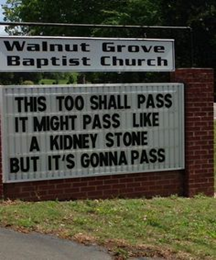 Walnut Grove
Baptist Church
THIS TOO SHALL PASS
IT MIGHT PASS LIKE
A KIDNEY STONE
BUT IT'S GONNA PASS